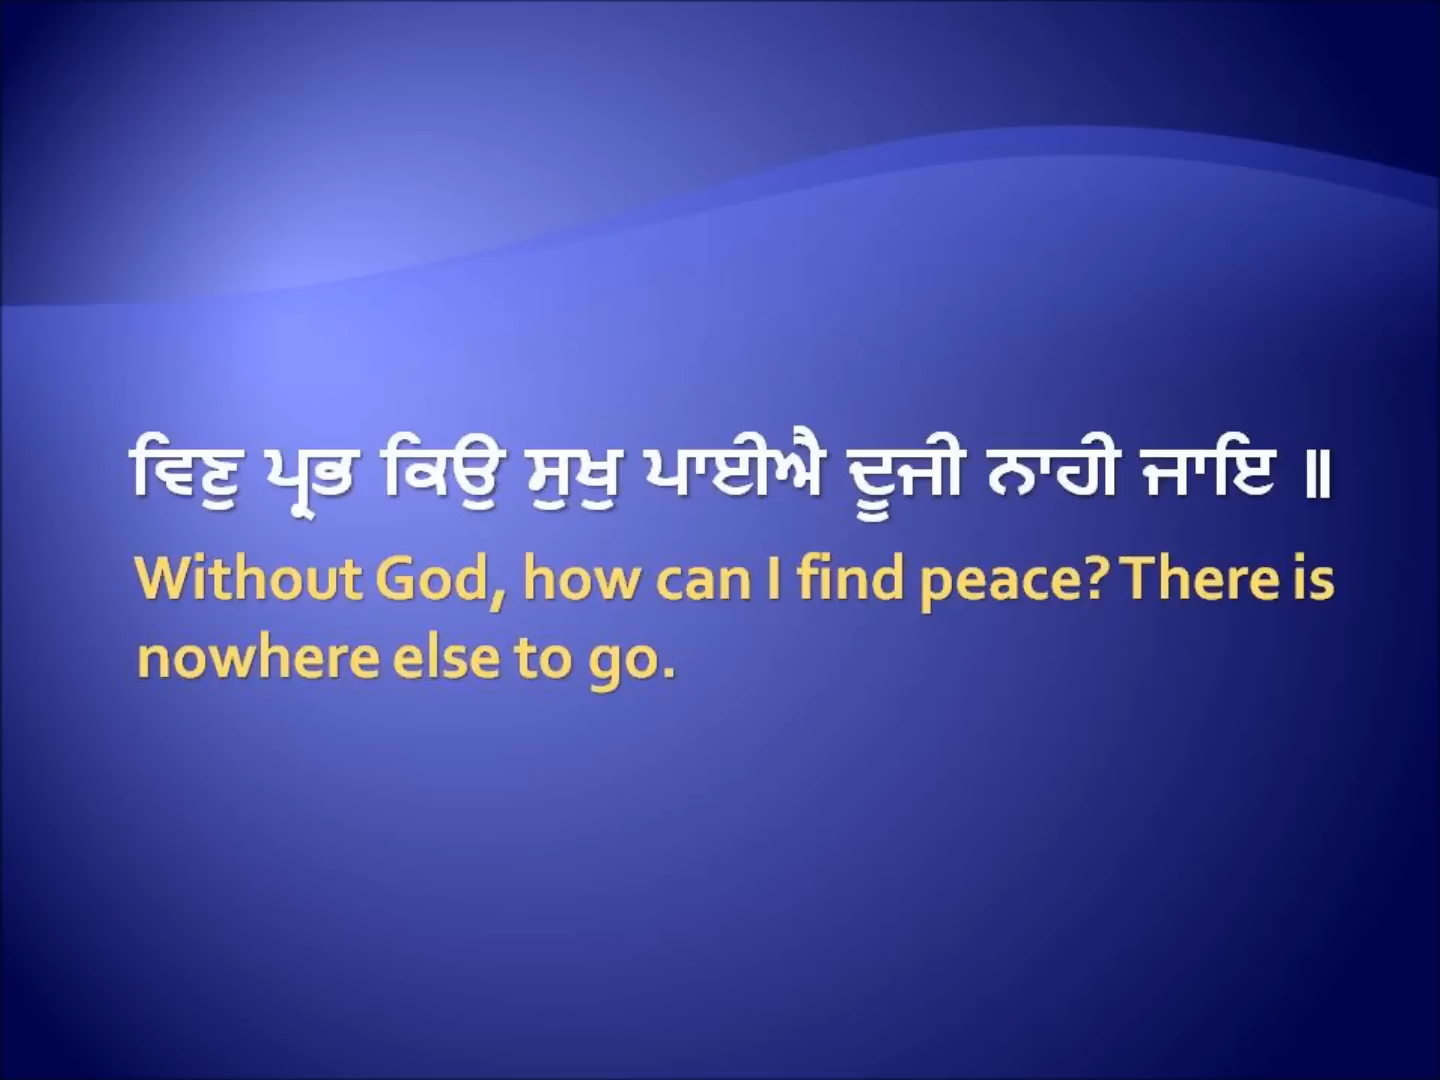 ਵਿਣੁ ਪ੍ਰਭ ਕਿਉ ਸੁਖੁ ਪਾਈਐ ਦੂਜੀ ਨਾਹੀ ਜਾਇ ॥
Without God, how can I find peace? There is
nowhere else to go.